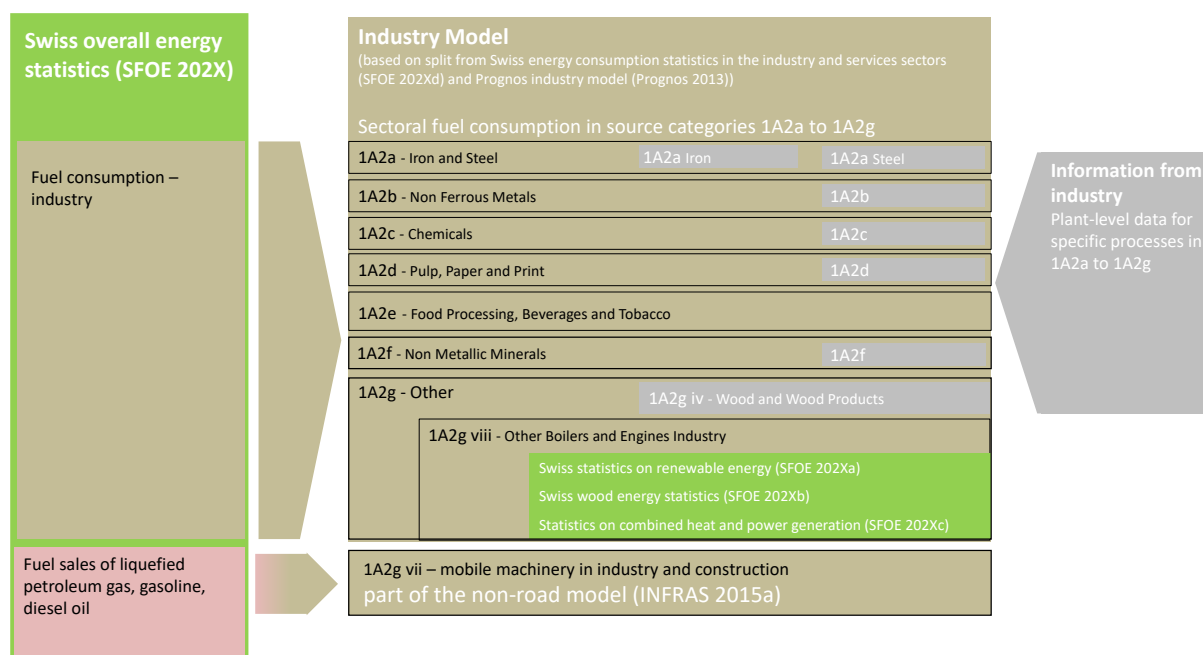 Swiss overall energy
statistics (SFOE 202X)
Fuel consumption –
industry
Fuel sales of liquefied
petroleum gas, gasoline,
diesel oil
Industry Model
(based on split from Swiss energy consumption statistics in the industry and services sectors
(SFOE 202Xd) and Prognos industry model (Prognos 2013))
Sectoral fuel consumption in source categories 1A2a to 1A2g
1A2a - Iron and Steel
1A2a Iron
1A2a Steel
1A2b - Non Ferrous Metals
1A2b
1A2c - Chemicals
1A2c
1A2d - Pulp, Paper and Print
1A2d
1A2e - Food Processing, Beverages and Tobacco
1A2f - Non Metallic Minerals
1A2f
1A2g - Other
1A2g iv - Wood and Wood Products
1A2g viii - Other Boilers and Engines Industry
Swiss statistics on renewable energy (SFOE 202Xa)
Swiss wood energy statistics (SFOE 202Xb)
Statistics on combined heat and power generation (SFOE 202Xc)
1A2g vii – mobile machinery in industry and construction
part of the non-road model (INFRAS 2015a)
Information from
industry
Plant-level data for
specific processes in
1A2a to 1A2g